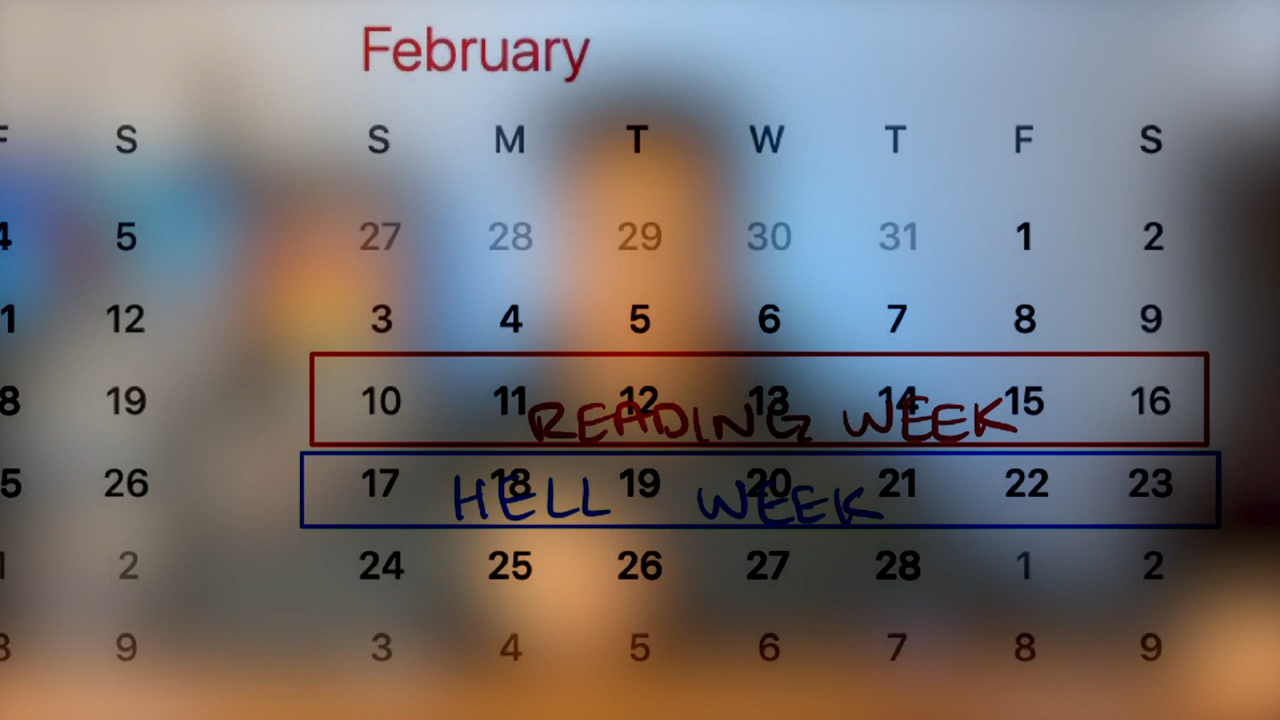 February
F S S M T W T F S
4 5 27 28 29 30 31 1 2
1 12 3 4 5 6 7 8 9
8 19 10 11 12 13 14 15 16
READING WEEK
5 26 17 18 19 20 21 22 23
HELL WEEK
1 2 24 25 26 27 28 1 2
8 9 3 4 5 6 7 8 9